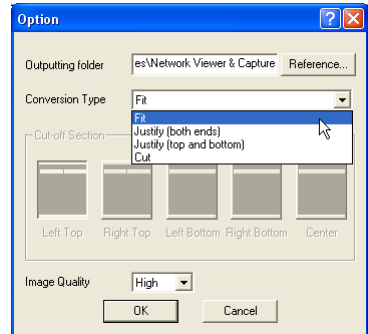 Option
Outputting folder es\Network Viewer & Capture Reference...
Conversion Type Fit
Fit
Justify (both ends)
Justify (top and bottom)
Cut
Cut-off Section
Left Top Right Top Left Bottom Right Bottom Center
Image Quality High
OK Cancel